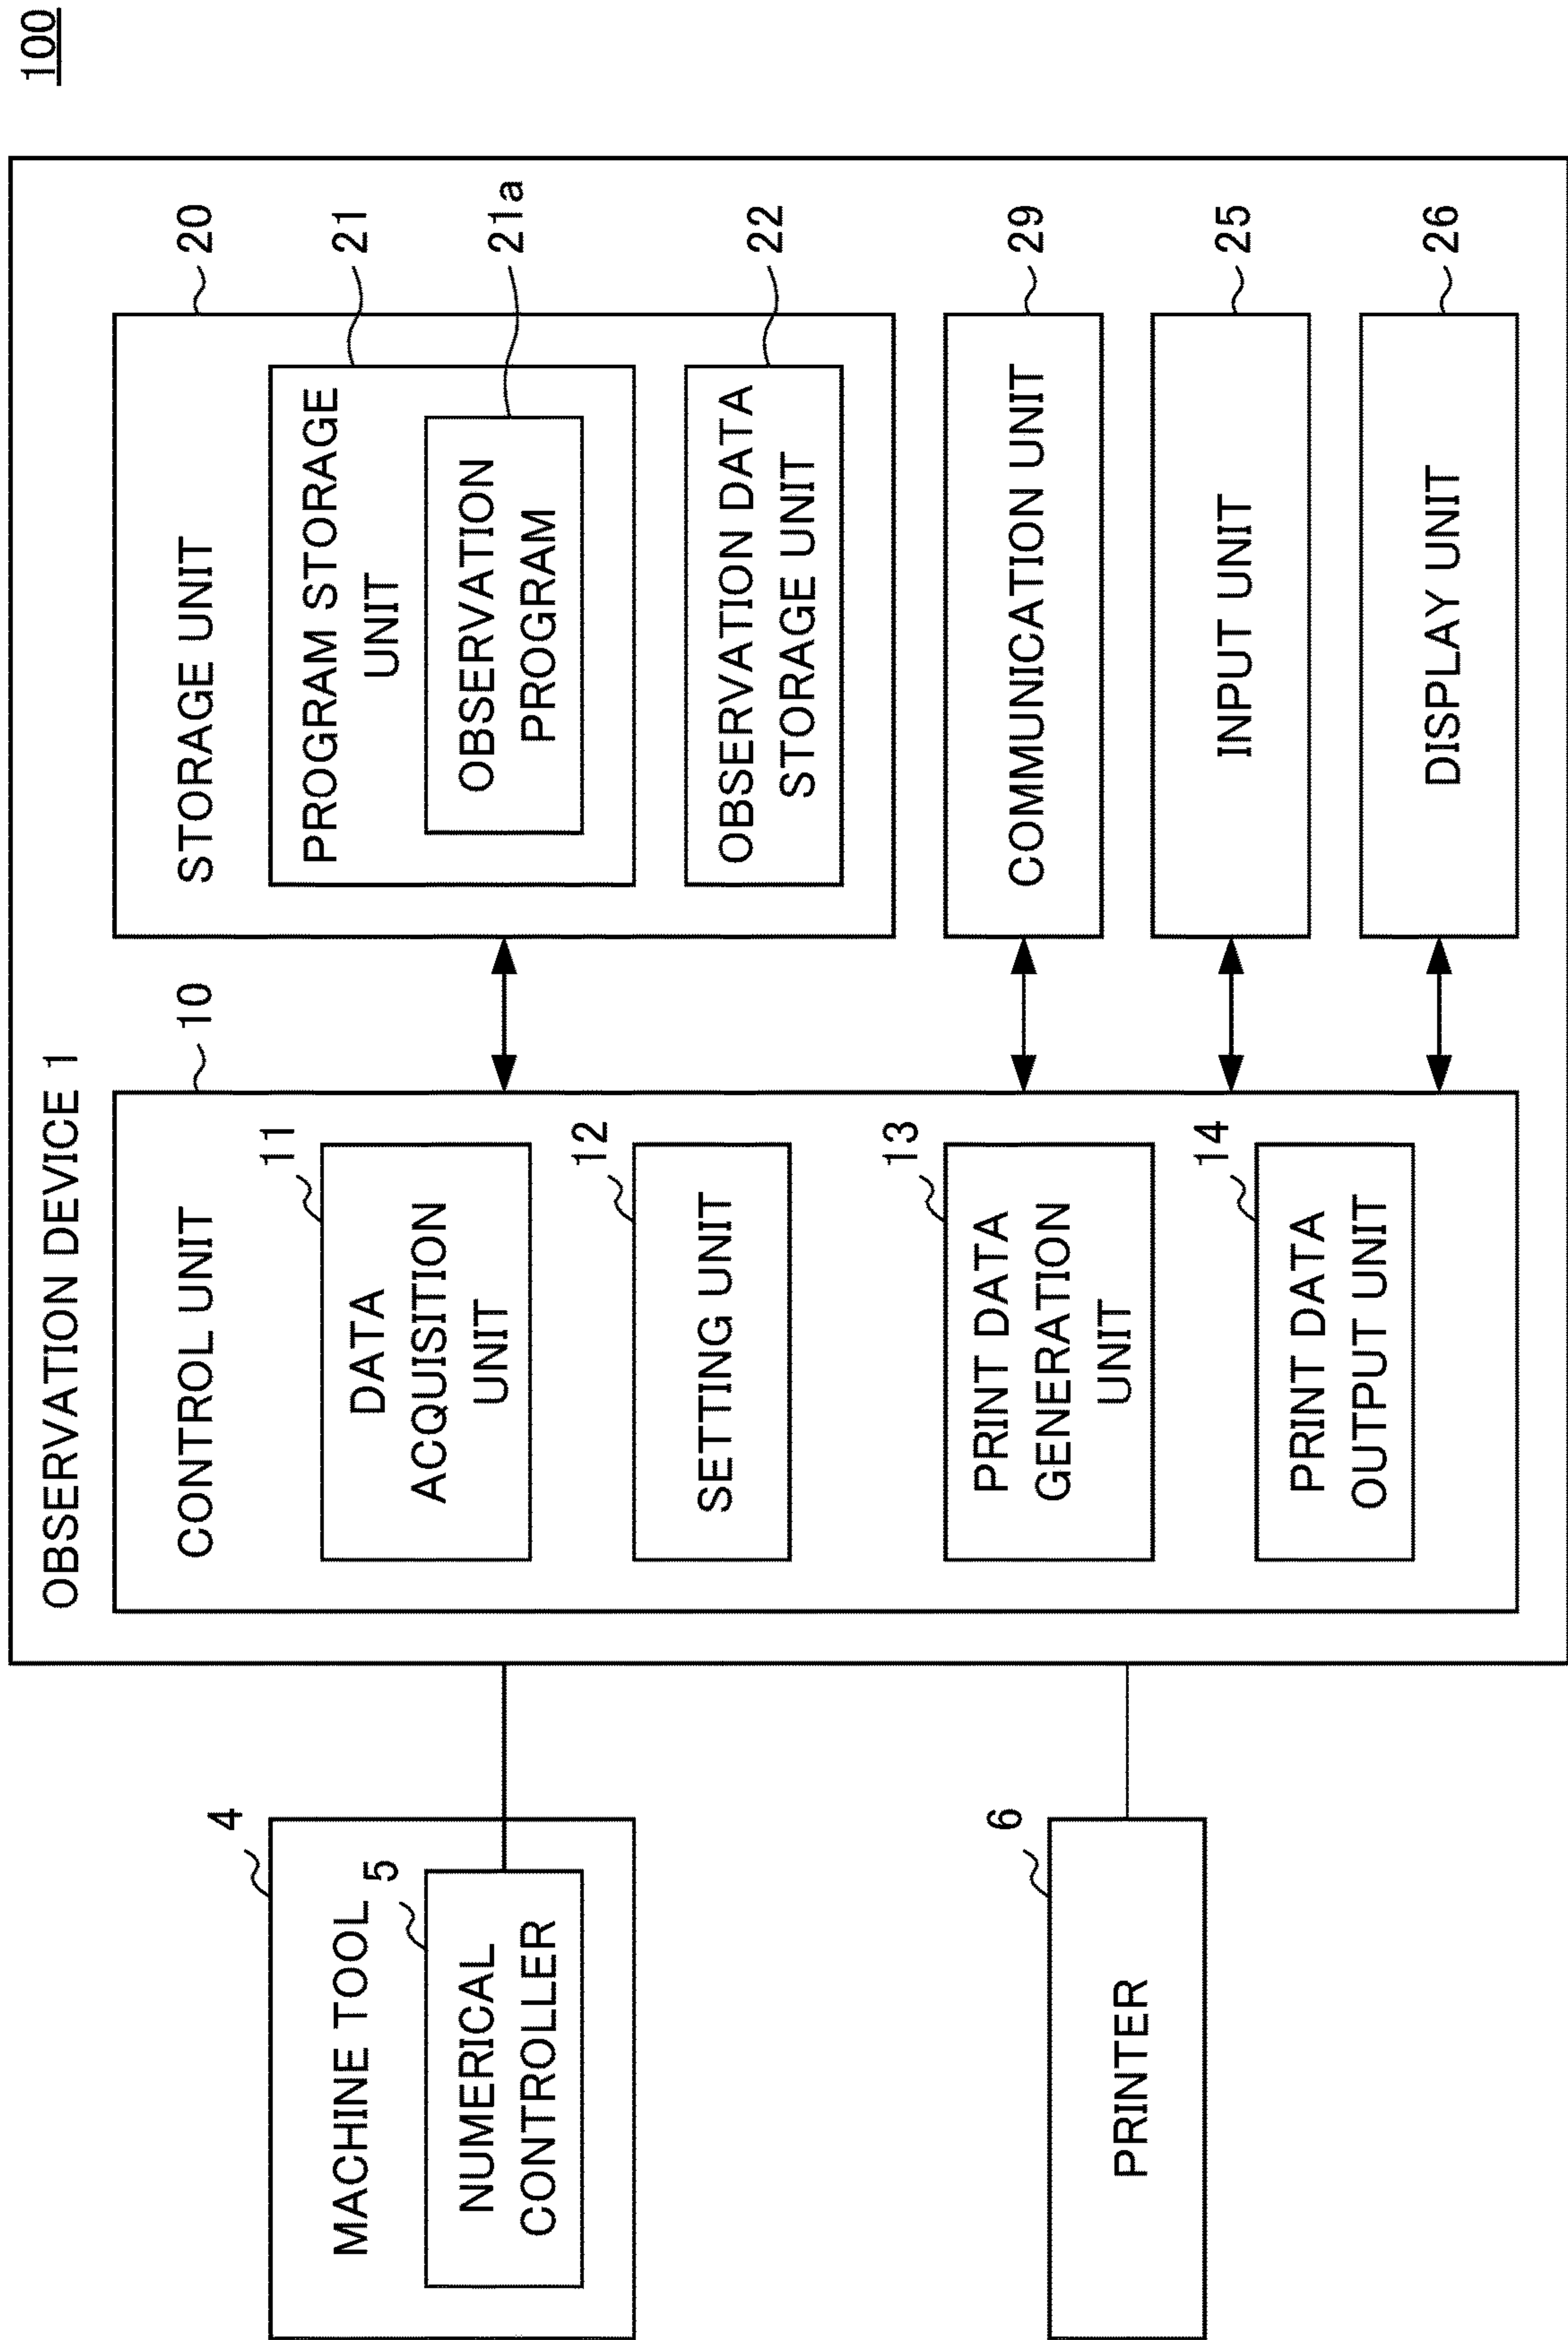 100
OBSERVATION DEVICE 1
MACHINE TOOL
4
NUMERICAL
CONTROLLER
5
PRINTER
6
CONTROL UNIT
10
DATA
ACQUISITION
UNIT
11
SETTING UNIT
12
PRINT DATA
GENERATION
UNIT
13
PRINT DATA
OUTPUT UNIT
14
STORAGE UNIT
20
PROGRAM STORAGE
UNIT
21
OBSERVATION
PROGRAM
21a
OBSERVATION DATA
STORAGE UNIT
22
COMMUNICATION UNIT
29
INPUT UNIT
25
DISPLAY UNIT
26